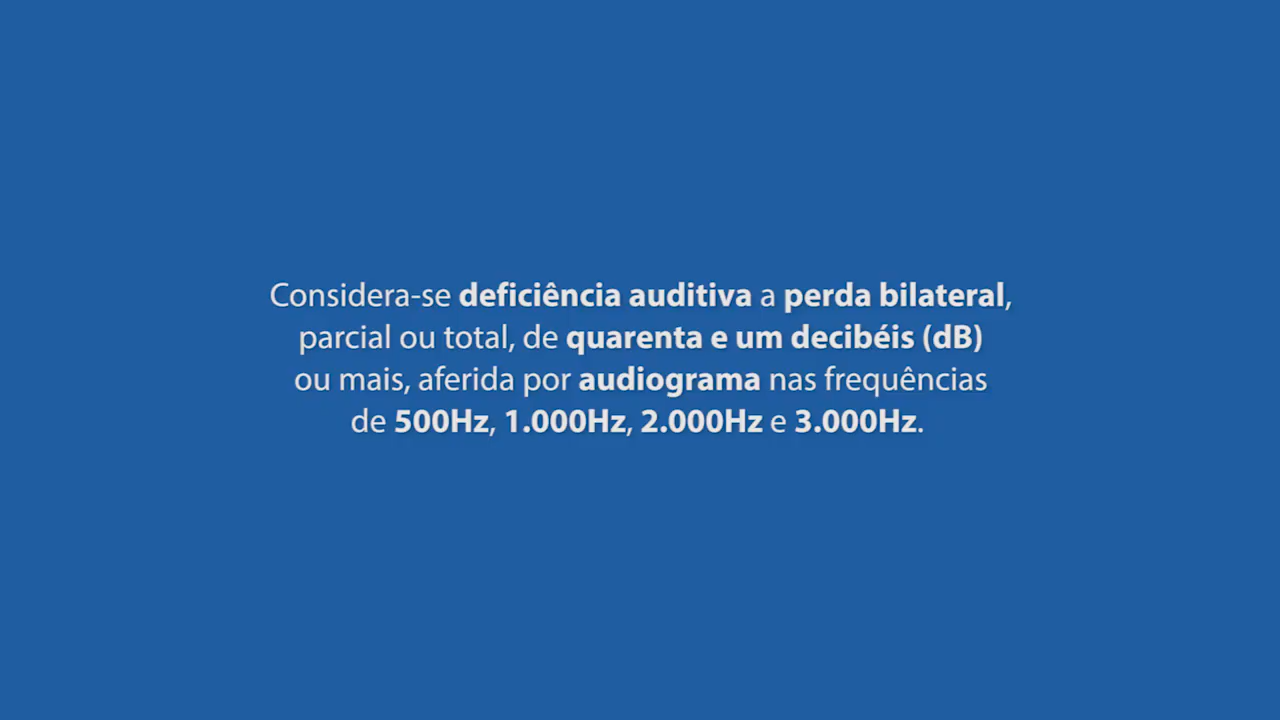 Considera-se deficiência auditiva a perda bilateral,
parcial ou total, de quarenta e um decibéis (dB)
ou mais, aferida por audiograma nas frequências
de 500Hz, 1.000Hz, 2.000Hz e 3.000Hz.